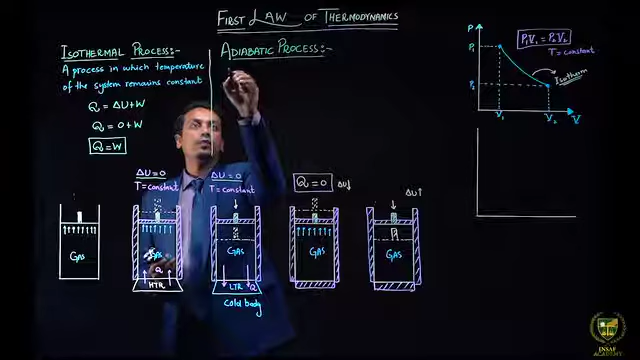 FIRST LAW OF THERMODYNAMICS
ISOTHERMAL PROCESS:-
A process in which temperature
of the system remains constant
Q = ΔU+W
Q = 0+W
Q=W
ADIABATIC PROCESS:-
P
P₁V₁ = P₂V₂
T = constant
P₁
Isotherm
P₂
V₁
V₂
V
GAS
ΔU=0
T=constant
GAS
Q
HTR
ΔU=0
T=constant
GAS
Q
LTR
Cold body
Q=0
ΔU↓
GAS
ΔU↑
GAS
INSAF
ACADEMY